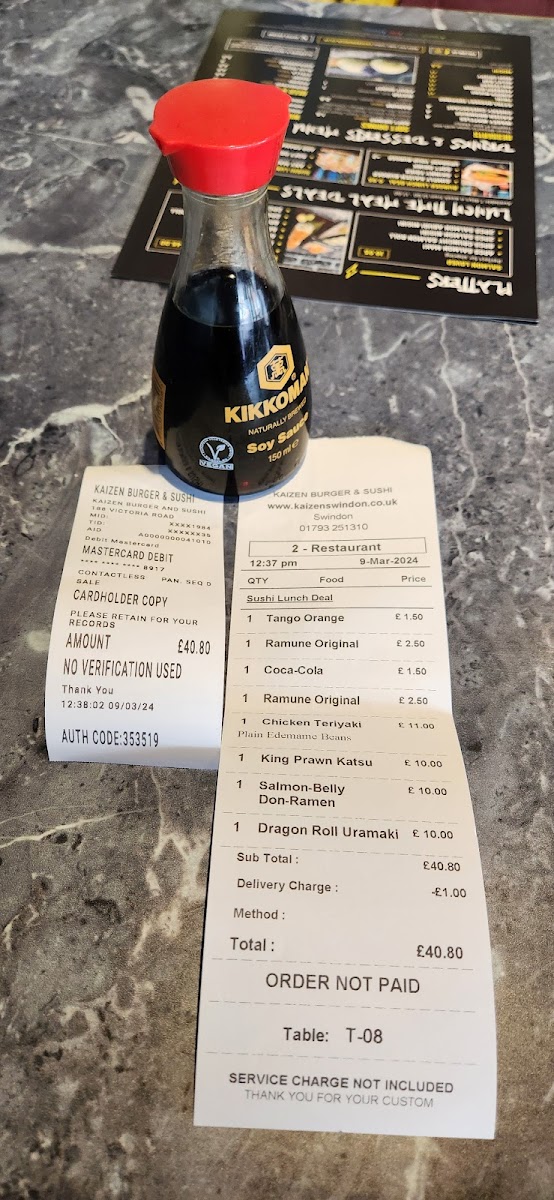 DRINKS & DESSERTS MENU
LUNCH TIME MEAL DEALS
PLATTERS
KIKKOMAN
NATURALLY BREWED
Soy Sauce
150 ml e
VEGAN
KAIZEN BURGER & SUSHI
KAIZEN BURGER AND SUSHI
188 VICTORIA ROAD
MID:
TID: XXXX1984
AID: XXXXXX35
A0000000041010
Debit Mastercard
MASTERCARD DEBIT
**** **** **** 8917
CONTACTLESS PAN. SEQ 0
SALE
CARDHOLDER COPY
PLEASE RETAIN FOR YOUR
RECORDS
AMOUNT £40.80
NO VERIFICATION USED
Thank You
12:38:02 09/03/24
AUTH CODE:353519
KAIZEN BURGER & SUSHI
www.kaizenswindon.co.uk
Swindon
01793 251310
2 - Restaurant
12:37 pm 9-Mar-2024
QTY Food Price
Sushi Lunch Deal
1 Tango Orange £ 1.50
1 Ramune Original £ 2.50
1 Coca-Cola £ 1.50
1 Ramune Original £ 2.50
1 Chicken Teriyaki £ 11.00
Plain Edemame Beans
1 King Prawn Katsu £ 10.00
1 Salmon-Belly £ 10.00
Don-Ramen
1 Dragon Roll Uramaki £ 10.00
Sub Total : £40.80
Delivery Charge : -£1.00
Method :
Total : £40.80
ORDER NOT PAID
Table: T-08
SERVICE CHARGE NOT INCLUDED
THANK YOU FOR YOUR CUSTOM